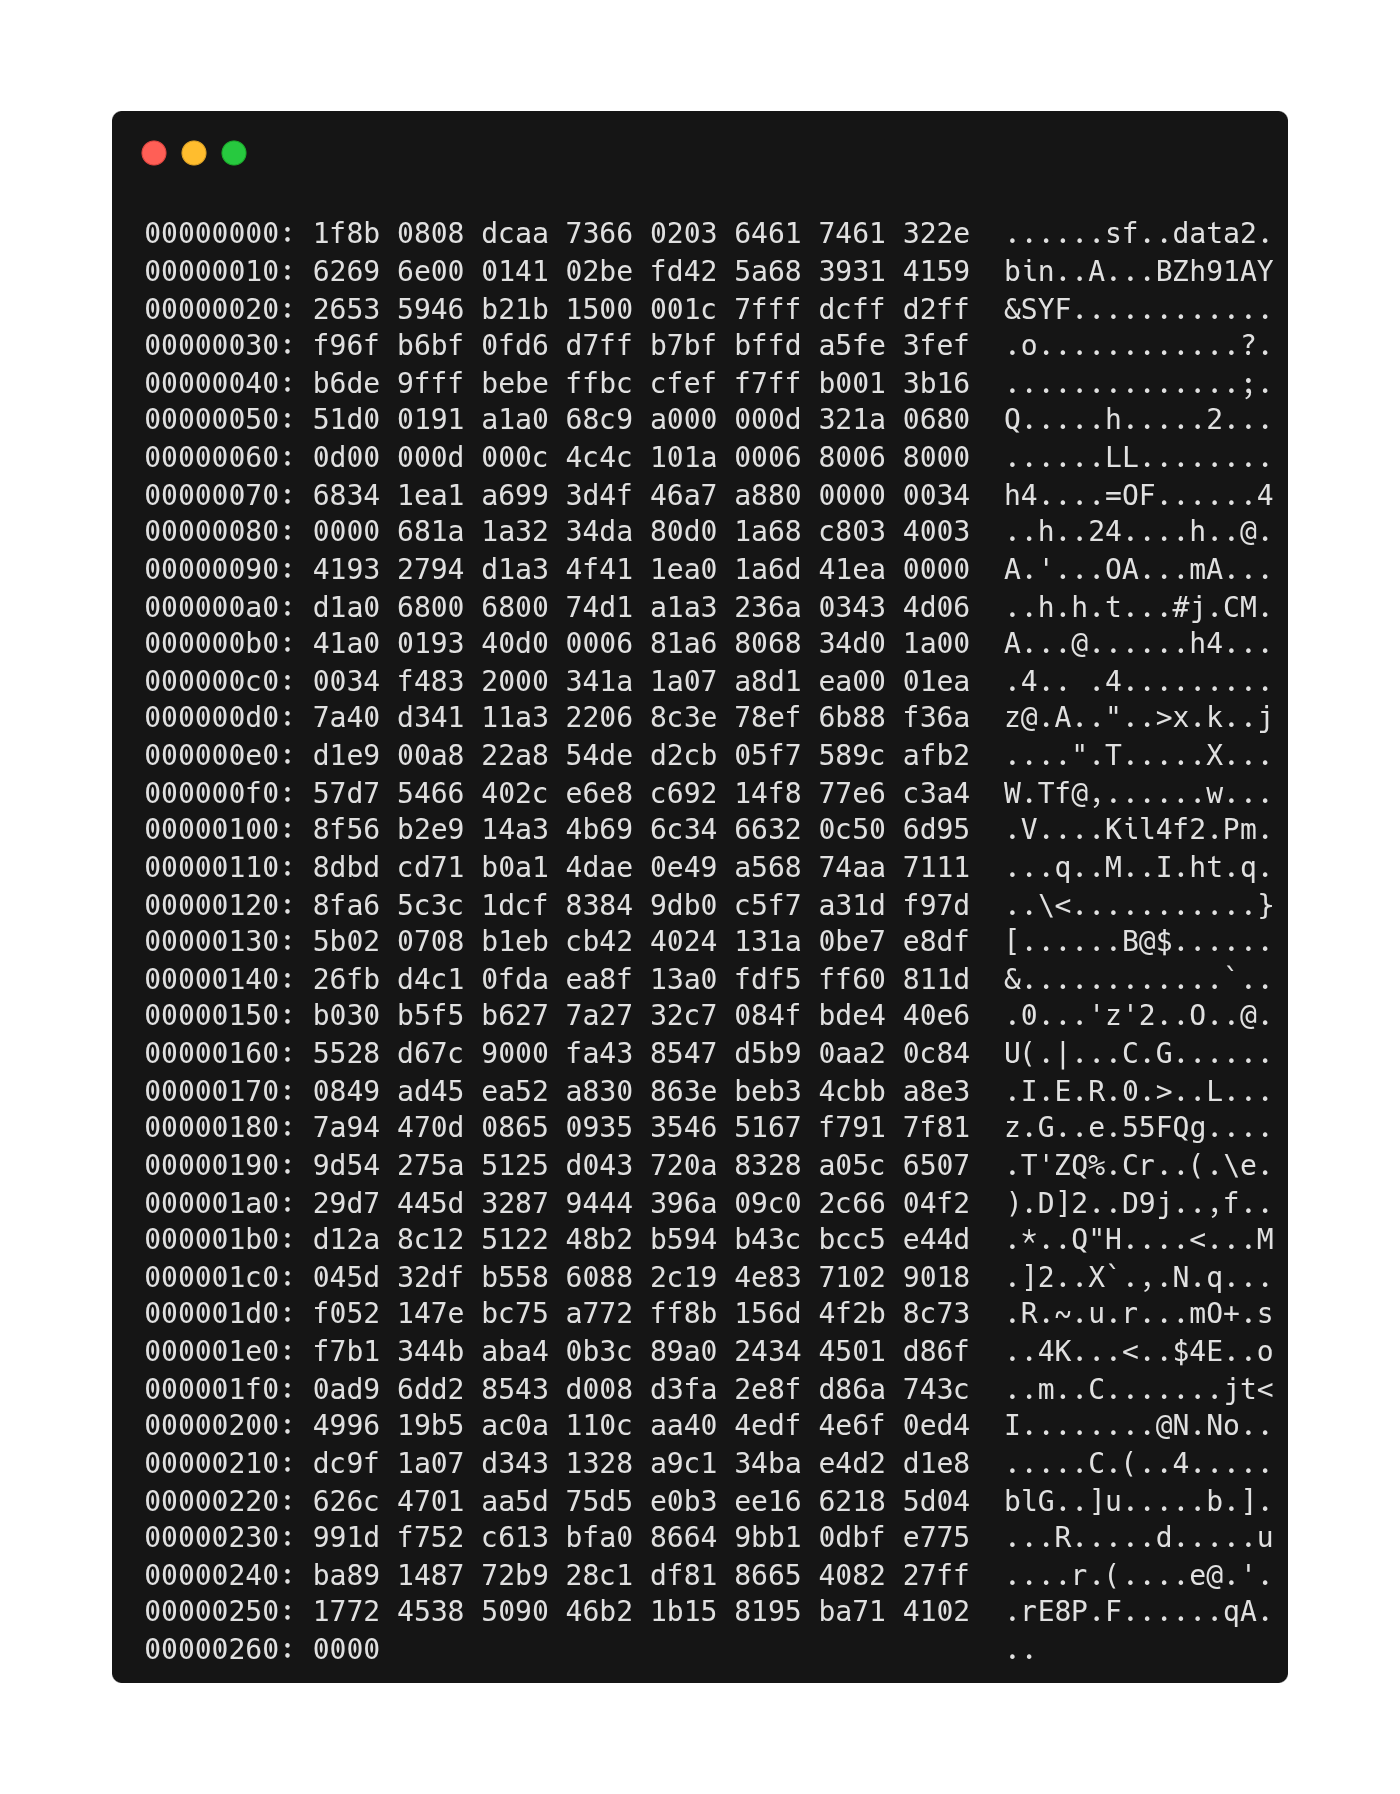 00000000: 1f8b 0808 dcaa 7366 0203 6461 7461 322e  ......sf..data2.
00000010: 6269 6e00 0141 02be fd42 5a68 3931 4159  bin..A...BZh91AY
00000020: 2653 5946 b21b 1500 001c 7fff dcff d2ff  &SYF............
00000030: f96f b6bf 0fd6 d7ff b7bf bffd a5fe 3fef  .o............?.
00000040: b6de 9fff bebe ffbc cfef f7ff b001 3b16  ..............;.
00000050: 51d0 0191 a1a0 68c9 a000 000d 321a 0680  Q.....h.....2...
00000060: 0d00 000d 000c 4c4c 101a 0006 8006 8000  ......LL........
00000070: 6834 1ea1 a699 3d4f 46a7 a880 0000 0034  h4....=OF......4
00000080: 0000 681a 1a32 34da 80d0 1a68 c803 4003  ..h..24....h..@.
00000090: 4193 2794 d1a3 4f41 1ea0 1a6d 41ea 0000  A.'...OA...mA...
000000a0: d1a0 6800 6800 74d1 a1a3 236a 0343 4d06  ..h.h.t...#j.CM.
000000b0: 41a0 0193 40d0 0006 81a6 8068 34d0 1a00  A...@......h4...
000000c0: 0034 f483 2000 341a 1a07 a8d1 ea00 01ea  .4.. .4.........
000000d0: 7a40 d341 11a3 2206 8c3e 78ef 6b88 f36a  z@.A.."..>x.k..j
000000e0: d1e9 00a8 22a8 54de d2cb 05f7 589c afb2  ....".T.....X...
000000f0: 57d7 5466 402c e6e8 c692 14f8 77e6 c3a4  W.Tf@,......w...
00000100: 8f56 b2e9 14a3 4b69 6c34 6632 0c50 6d95  .V....Kil4f2.Pm.
00000110: 8dbd cd71 b0a1 4dae 0e49 a568 74aa 7111  ...q..M..I.ht.q.
00000120: 8fa6 5c3c 1dcf 8384 9db0 c5f7 a31d f97d  ..\<...........}
00000130: 5b02 0708 b1eb cb42 4024 131a 0be7 e8df  [......B@$......
00000140: 26fb d4c1 0fda ea8f 13a0 fdf5 ff60 811d  &............`..
00000150: b030 b5f5 b627 7a27 32c7 084f bde4 40e6  .0...'z'2..O..@.
00000160: 5528 d67c 9000 fa43 8547 d5b9 0aa2 0c84  U(.|...C.G......
00000170: 0849 ad45 ea52 a830 863e beb3 4cbb a8e3  .I.E.R.0.>..L...
00000180: 7a94 470d 0865 0935 3546 5167 f791 7f81  z.G..e.55FQg....
00000190: 9d54 275a 5125 d043 720a 8328 a05c 6507  .T'ZQ%.Cr..(.\e.
000001a0: 29d7 445d 3287 9444 396a 09c0 2c66 04f2  ).D]2..D9j..,f..
000001b0: d12a 8c12 5122 48b2 b594 b43c bcc5 e44d  .*..Q"H....<...M
000001c0: 045d 32df b558 6088 2c19 4e83 7102 9018  .]2..X`.,.N.q...
000001d0: f052 147e bc75 a772 ff8b 156d 4f2b 8c73  .R.~.u.r...mO+.s
000001e0: f7b1 344b aba4 0b3c 89a0 2434 4501 d86f  ..4K...<..$4E..o
000001f0: 0ad9 6dd2 8543 d008 d3fa 2e8f d86a 743c  ..m..C.......jt<
00000200: 4996 19b5 ac0a 110c aa40 4edf 4e6f 0ed4  I........@N.No..
00000210: dc9f 1a07 d343 1328 a9c1 34ba e4d2 d1e8  .....C.(..4.....
00000220: 626c 4701 aa5d 75d5 e0b3 ee16 6218 5d04  blG..]u.....b.].
00000230: 991d f752 c613 bfa0 8664 9bb1 0dbf e775  ...R.....d.....u
00000240: ba89 1487 72b9 28c1 df81 8665 4082 27ff  ....r.(....e@.'.
00000250: 1772 4538 5090 46b2 1b15 8195 ba71 4102  .rE8P.F......qA.
00000260: 0000                                     ..